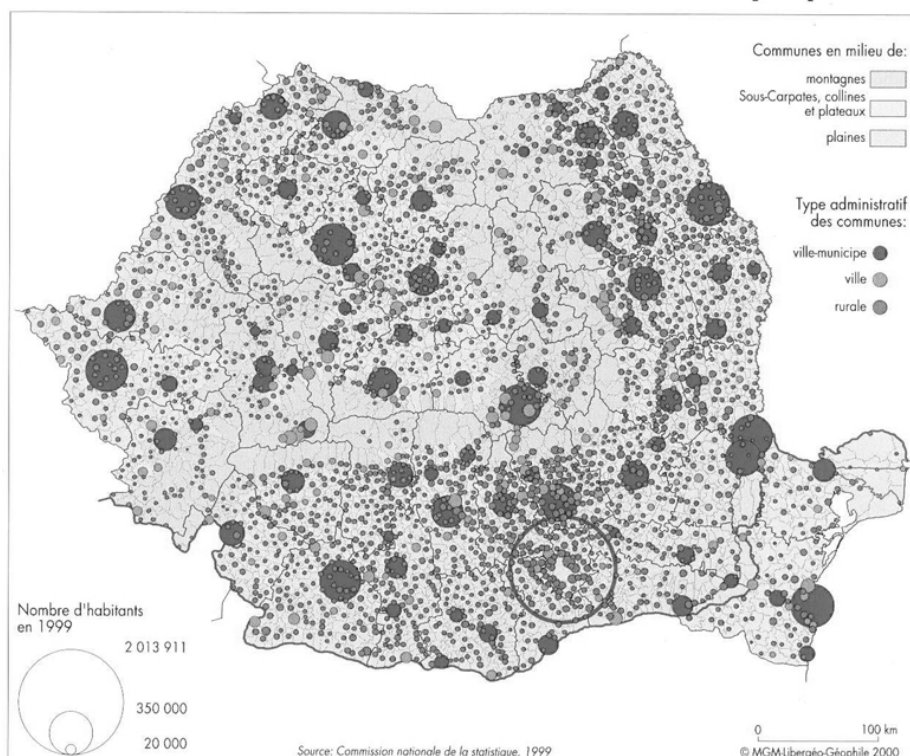 Communes en milieu de:
montagnes
Sous-Carpates, collines
et plateaux
plaines
Type administratif
des communes:
ville-municipe
ville
rurale
Nombre d'habitants
en 1999
2 013 911
350 000
20 000
Source: Commission nationale de la statistique, 1999
0 100 km
© MGM-Libergéo-Géophile 2000